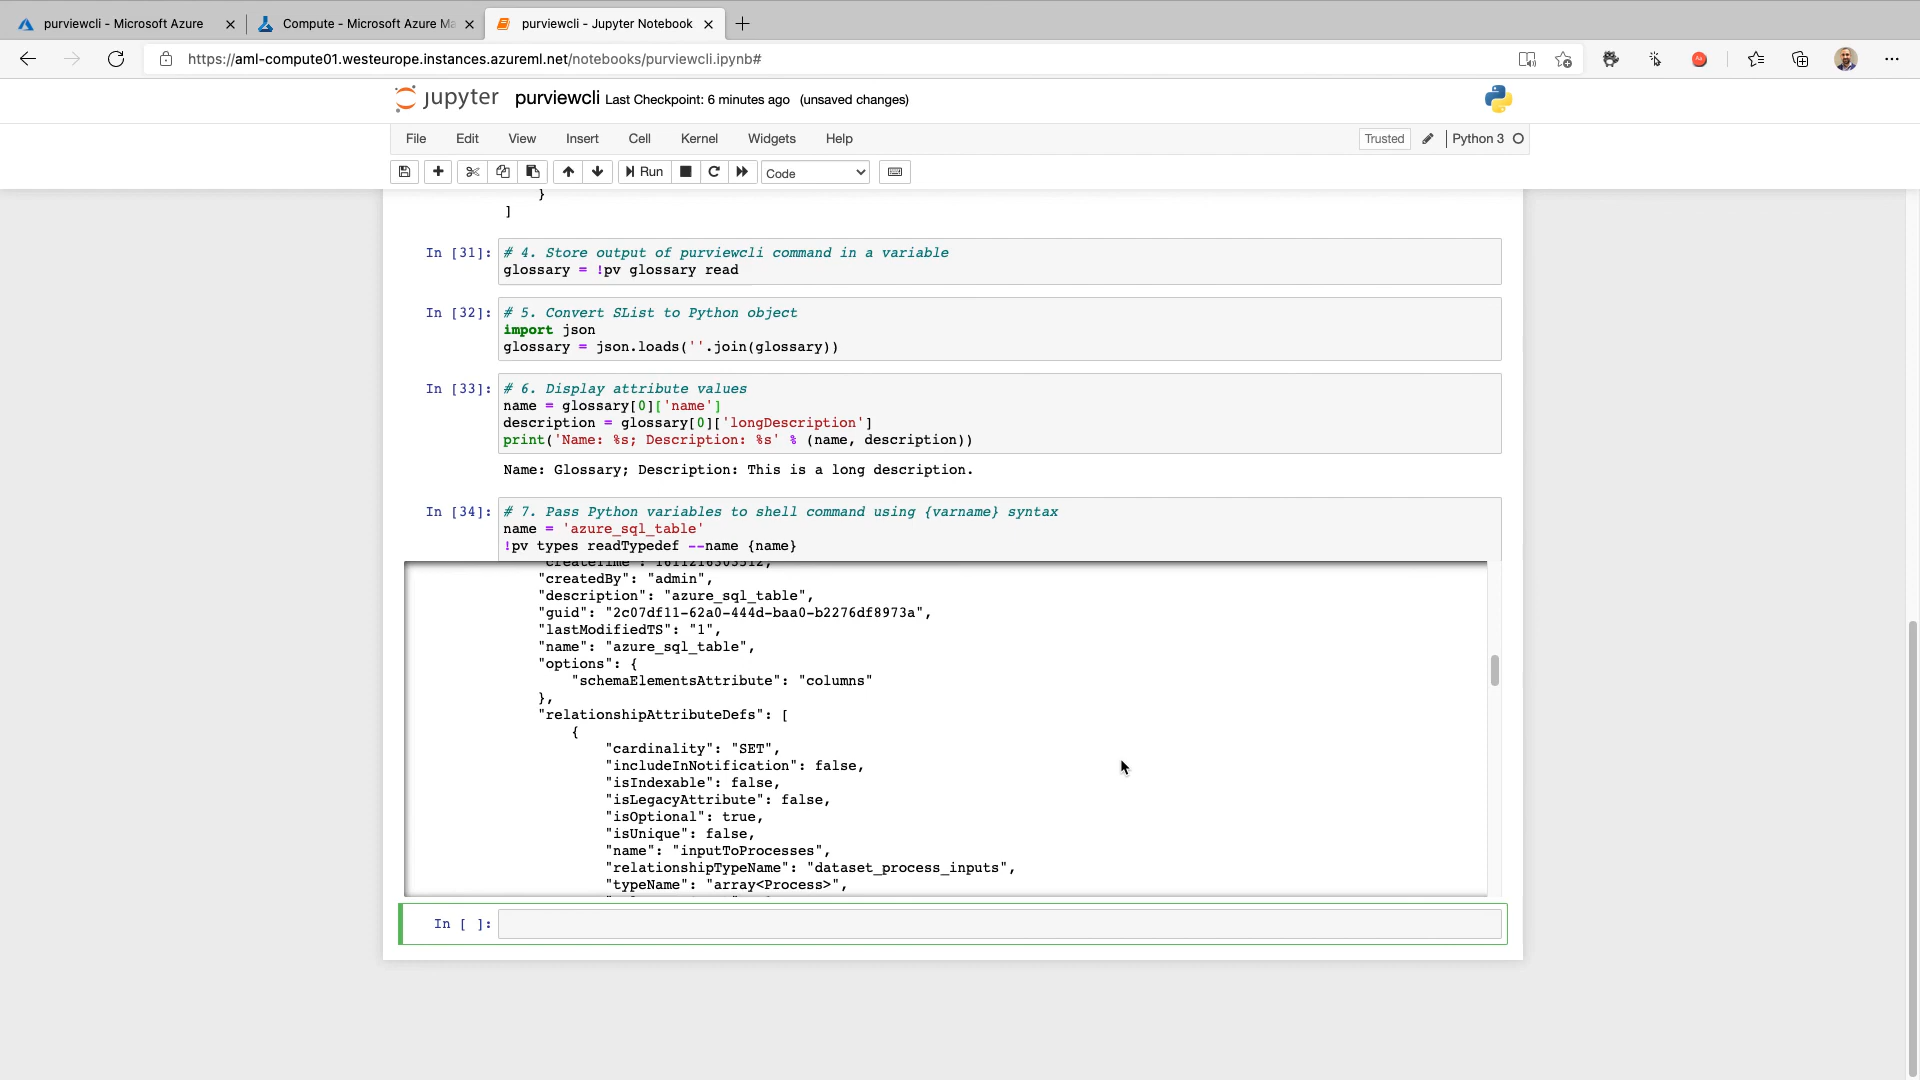 purviewcli - Microsoft Azure
Compute - Microsoft Azure Ma
purviewcli - Jupyter Notebook
https://aml-compute01.westeurope.instances.azureml.net/notebooks/purviewcli.ipynb#
jupyter purviewcli Last Checkpoint: 6 minutes ago (unsaved changes)
File Edit View Insert Cell Kernel Widgets Help
Trusted Python 3
Run Code
}
]
In [31]: # 4. Store output of purviewcli command in a variable
glossary = !pv glossary read
In [32]: # 5. Convert SList to Python object
import json
glossary = json.loads(''.join(glossary))
In [33]: # 6. Display attribute values
name = glossary[0]['name']
description = glossary[0]['longDescription']
print('Name: %s; Description: %s' % (name, description))
Name: Glossary; Description: This is a long description.
In [34]: # 7. Pass Python variables to shell command using {varname} syntax
name = 'azure_sql_table'
!pv types readTypedef --name {name}
"createdBy": "admin",
"description": "azure_sql_table",
"guid": "2c07df11-62a0-444d-baa0-b2276df8973a",
"lastModifiedTS": "1",
"name": "azure_sql_table",
"options": {
"schemaElementsAttribute": "columns"
},
"relationshipAttributeDefs": [
{
"cardinality": "SET",
"includeInNotification": false,
"isIndexable": false,
"isLegacyAttribute": false,
"isOptional": true,
"isUnique": false,
"name": "inputToProcesses",
"relationshipTypeName": "dataset_process_inputs",
"typeName": "array<Process>",
In [ ]: